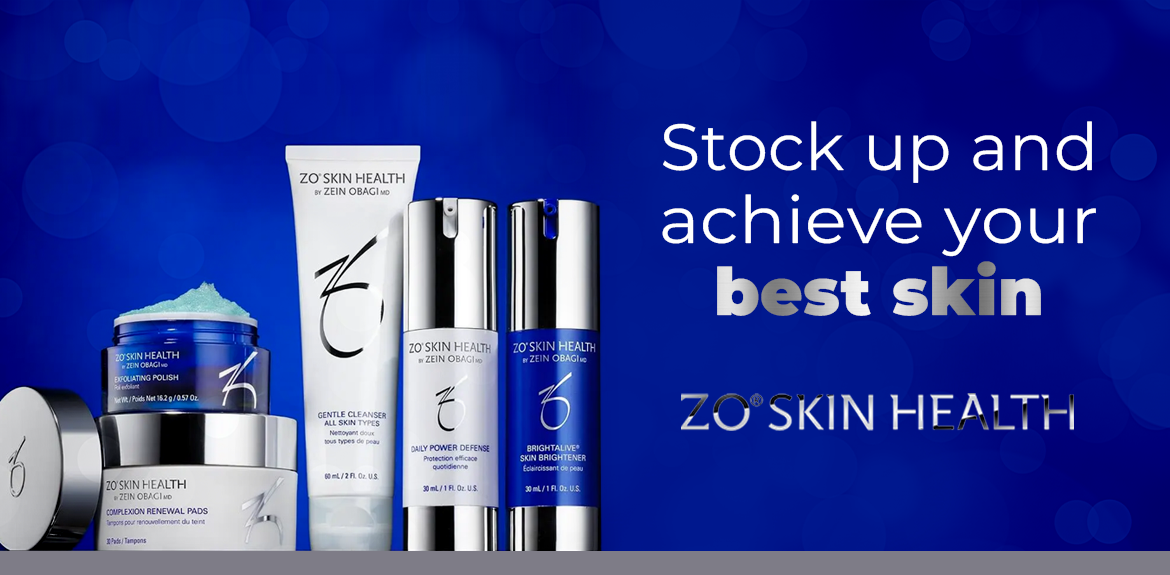 Stock up and
achieve your
best skin
ZO® SKIN HEALTH
ZO® SKIN HEALTH
BY ZEIN OBAGI MD
GENTLE CLEANSER
ALL SKIN TYPES
Nettoyant doux
tous types de peau
60 mL / 2 Fl. Oz. U.S.
ZO® SKIN HEALTH
BY ZEIN OBAGI MD
DAILY POWER DEFENSE
Protection efficace
quotidienne
30 mL / 1 Fl. Oz. U.S.
ZO® SKIN HEALTH
BY ZEIN OBAGI MD
BRIGHTALIVE®
SKIN BRIGHTENER
Éclaircissant de peau
30 mL / 1 Fl. Oz. U.S.
ZO® SKIN HEALTH
BY ZEIN OBAGI MD
EXFOLIATING POLISH
Poli exfoliant
Net Wt. / Poids Net 16.2 g / 0.57 Oz.
ZO® SKIN HEALTH
BY ZEIN OBAGI MD
COMPLEXION RENEWAL PADS
Tampons pour renouvellement du teint
30 Pads / Tampons